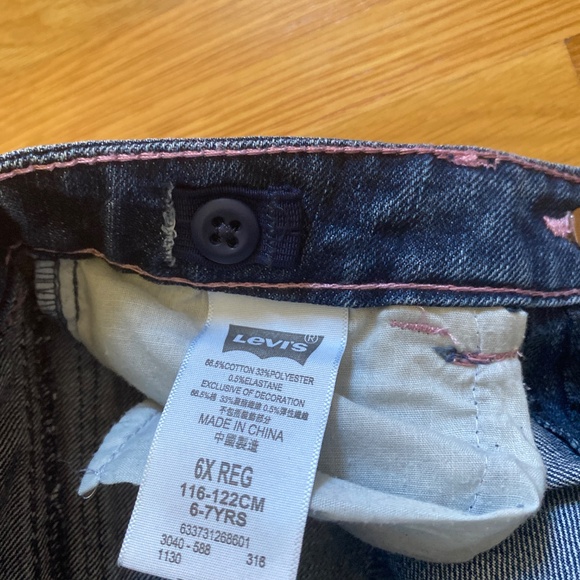 LEVI'S®
66.5%COTTON 33%POLYESTER
0.5%ELASTANE
EXCLUSIVE OF DECORATION
66.5%棉 33%聚酯纖維 0.5%彈性纖維
不包括裝飾部分
MADE IN CHINA
中國製造
6X REG
116-122CM
6-7YRS
633731268601
3040-588 316
1130